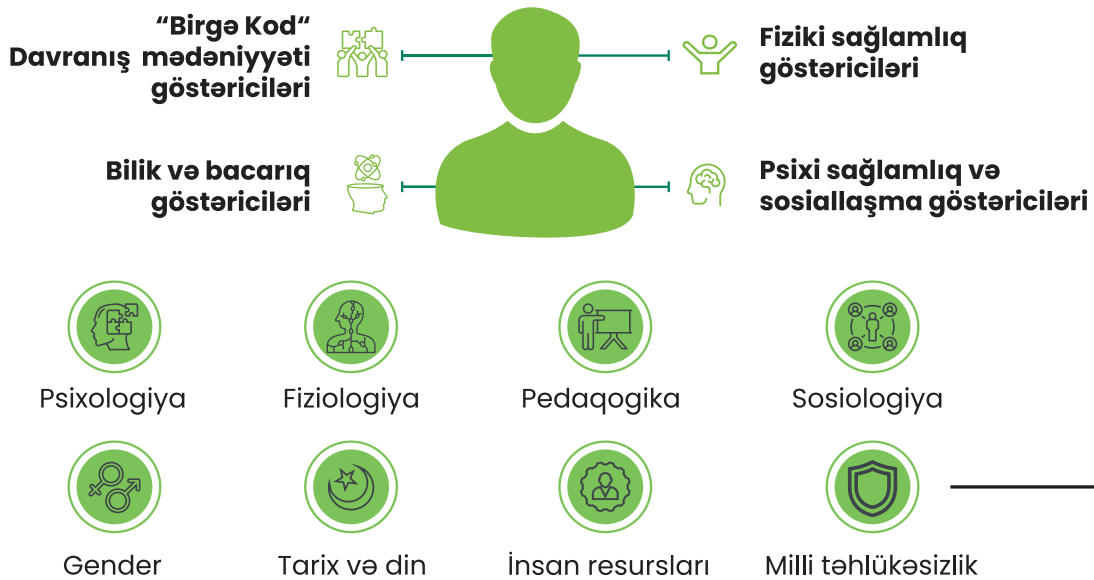 “Birgə Kod“
Davranış mədəniyyəti
göstəriciləri
Fiziki sağlamlıq
göstəriciləri
Bilik və bacarıq
göstəriciləri
Psixi sağlamlıq və
sosiallaşma göstəriciləri
Psixologiya
Fiziologiya
Pedaqogika
Sosiologiya
Gender
Tarix və din
İnsan resursları
Milli təhlükəsizlik